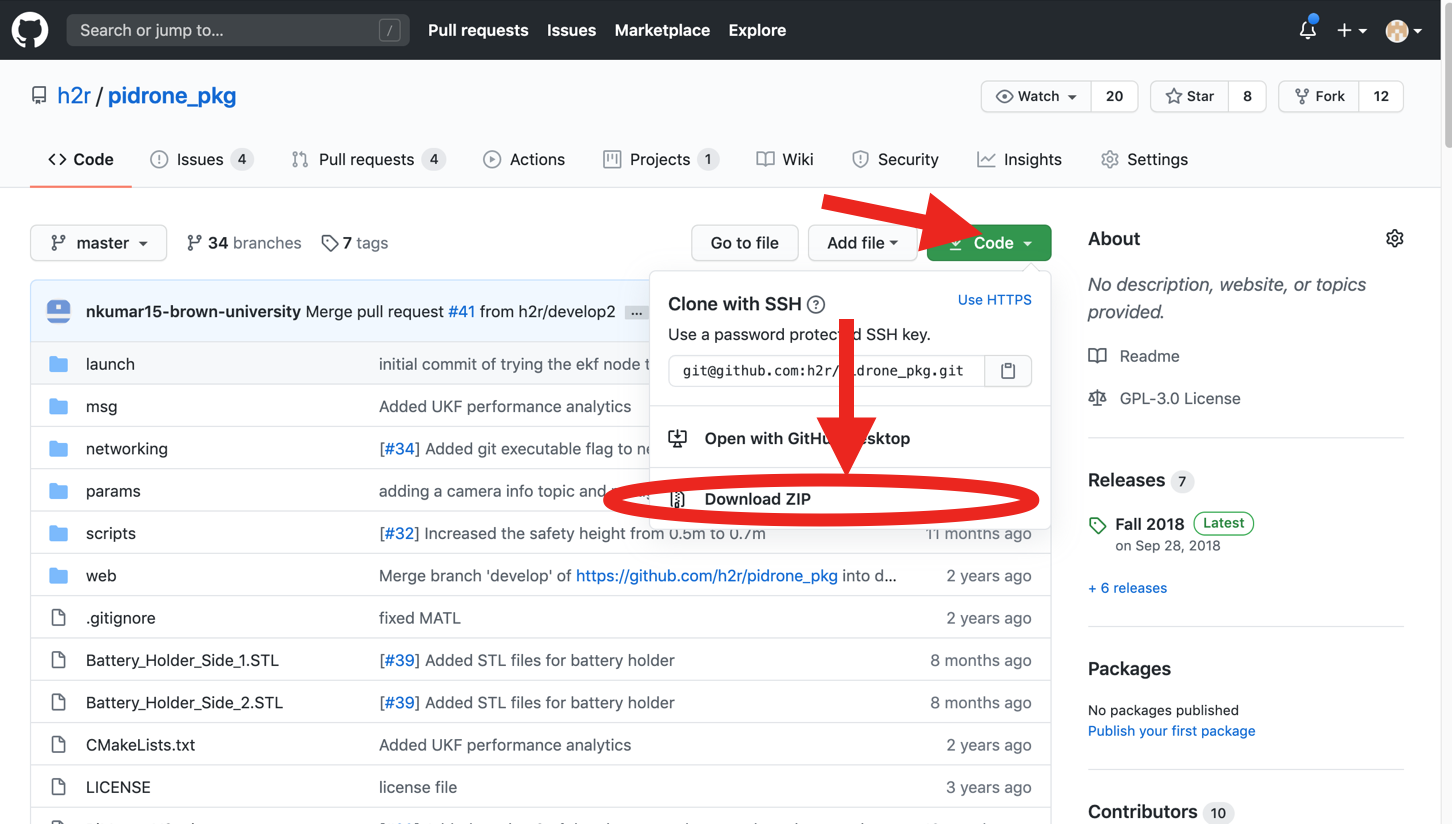 Search or jump to... /
Pull requests Issues Marketplace Explore
h2r / pidrone_pkg
Watch 20 Star 8 Fork 12
Code Issues 4 Pull requests 4 Actions Projects 1 Wiki Security Insights Settings
master 34 branches 7 tags
Go to file Add file Code
Clone with SSH ?
Use HTTPS
Use a password protected SSH key.
git@github.com:h2r/pidrone_pkg.git
Open with GitHub Desktop
Download ZIP
nkumar15-brown-university Merge pull request #41 from h2r/develop2 ...
launch initial commit of trying the ekf node
msg Added UKF performance analytics
networking [#34] Added git executable flag to
params adding a camera info topic and
scripts [#32] Increased the safety height from 0.5m to 0.7m 11 months ago
web Merge branch 'develop' of https://github.com/h2r/pidrone_pkg into d... 2 years ago
.gitignore fixed MATL 2 years ago
Battery_Holder_Side_1.STL [#39] Added STL files for battery holder 8 months ago
Battery_Holder_Side_2.STL [#39] Added STL files for battery holder 8 months ago
CMakeLists.txt Added UKF performance analytics 2 years ago
LICENSE license file 3 years ago
About
No description, website, or topics
provided.
Readme
GPL-3.0 License
Releases 7
Fall 2018 Latest
on Sep 28, 2018
+ 6 releases
Packages
No packages published
Publish your first package
Contributors 10